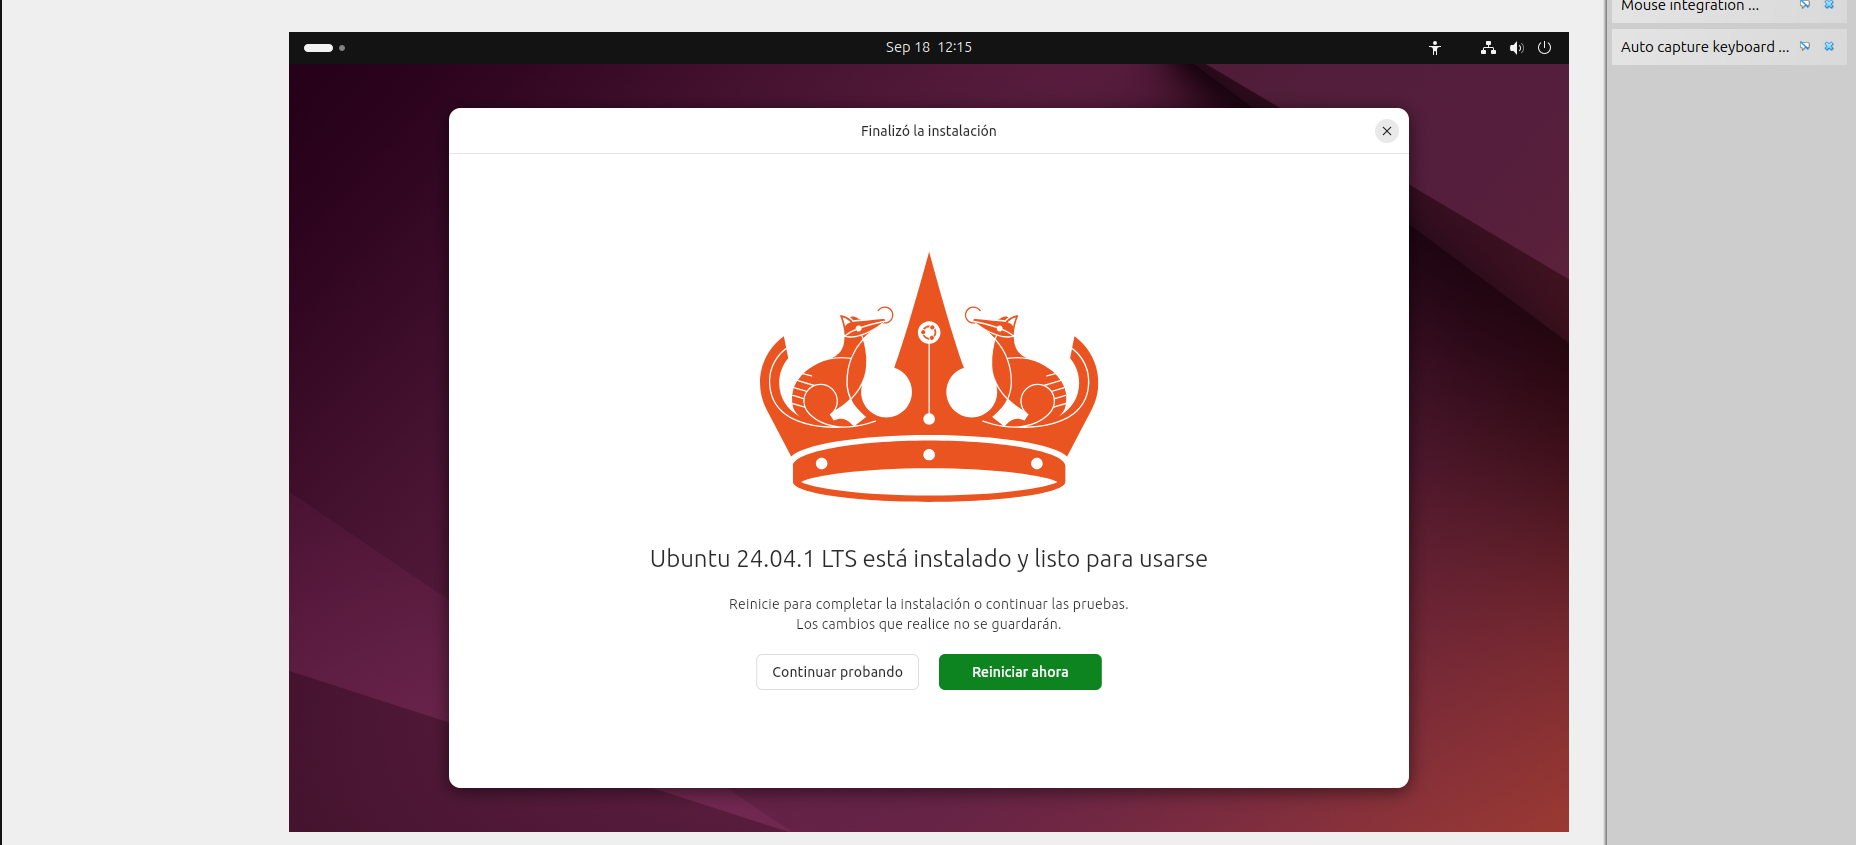 Mouse integration ...
Auto capture keyboard ...
Sep 18 12:15
Finalizó la instalación
Ubuntu 24.04.1 LTS está instalado y listo para usarse
Reinicie para completar la instalación o continuar las pruebas.
Los cambios que realice no se guardarán.
Continuar probando
Reiniciar ahora